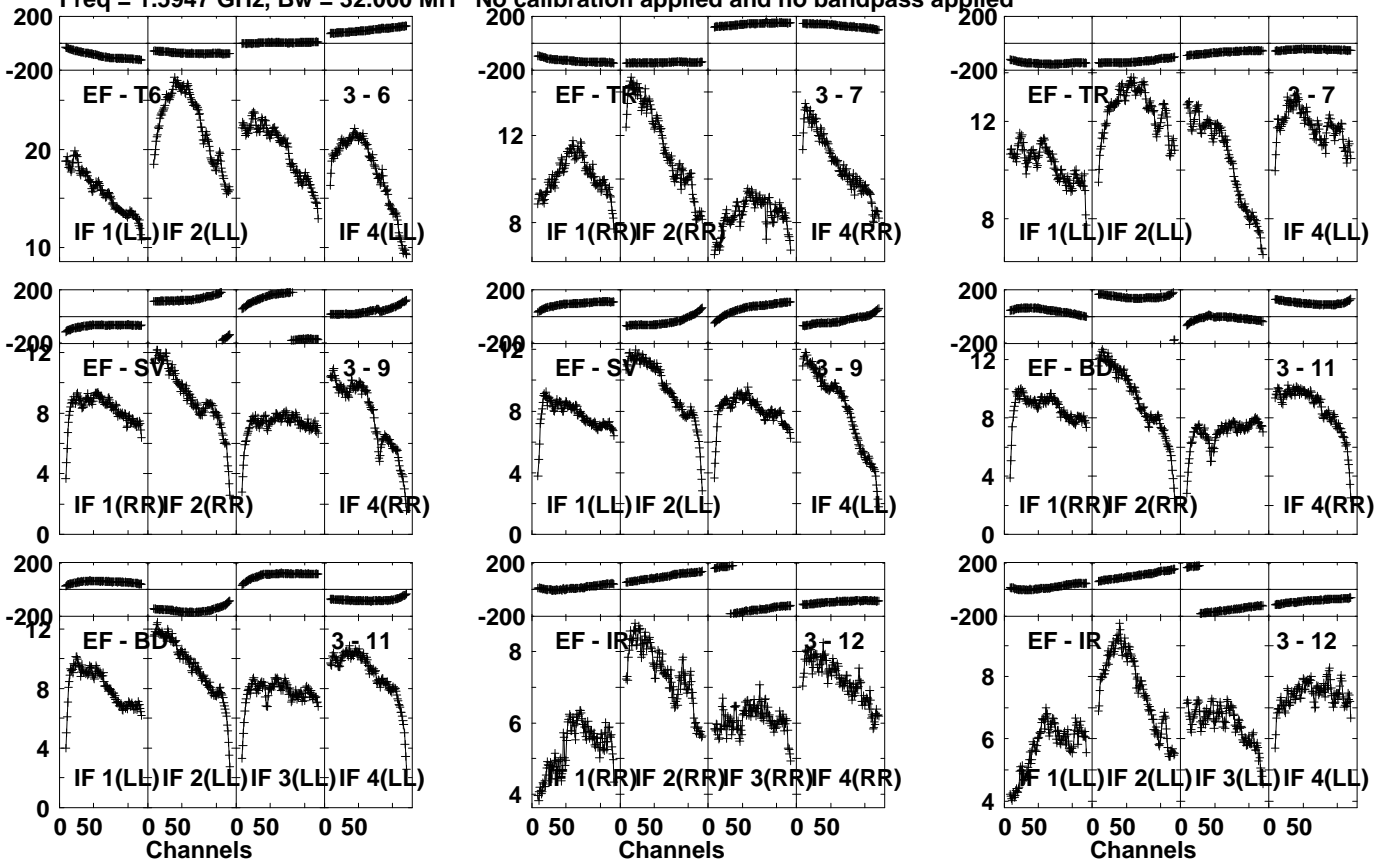 Freq = 1.5947 GHz, Bw = 32.000 MH No calibration applied and no bandpass applied
200 200 200
-200 -200 -200
EF - T6 3 - 6 EF - TR 3 - 7 EF - TR 3 - 7
20 12 12
10 8 8
IF 1(LL) IF 2(LL) IF 4(LL) IF 1(RR) IF 2(RR) IF 4(RR) IF 1(LL) IF 2(LL) IF 4(LL)
200 200 200
-200 -200 -200
12 12 12
EF - SV 3 - 9 EF - SV 3 - 9 EF - BD 3 - 11
8 8 8
4 4 4
IF 1(RR) IF 2(RR) IF 4(RR) IF 1(LL) IF 2(LL) IF 4(LL) IF 1(RR) IF 2(RR) IF 4(RR)
0 0 0
200 200 200
-200 -200 -200
12
EF - BD 3 - 11 EF - IR 3 - 12 EF - IR 3 - 12
8 8 8
4 6 6
IF 1(LL) IF 2(LL) IF 3(LL) IF 4(LL) IF 1(RR) IF 2(RR) IF 3(RR) IF 4(RR) IF 1(LL) IF 2(LL) IF 3(LL) IF 4(LL)
0 4 4
0 50 0 50 0 50 0 50 0 50 0 50 0 50 0 50 0 50 0 50 0 50 0 50
Channels Channels Channels